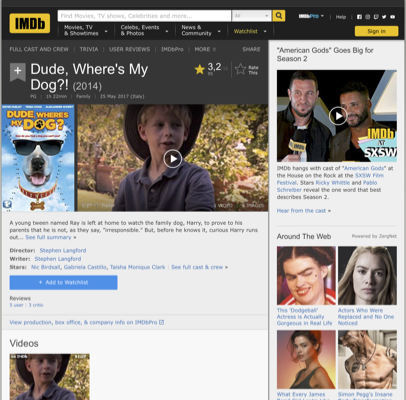 IMDb
Find Movies, TV shows, Celebrities and more...
All
IMDbPro
Help
Movies, TV & Showtimes
Celebs, Events & Photos
News & Community
Watchlist
Sign in
FULL CAST AND CREW | TRIVIA | USER REVIEWS | IMDbPro | MORE
SHARE
Dude, Where's My Dog?! (2014)
3,2
Rate This
PG | 1h 22min | Family | 25 May 2017 (Italy)
DUDE, WHERE'S MY DOG?
A young tween named Ray is left at home to watch the family dog, Harry, to prove to his parents that he is not, as they say, "irresponsible." But, before he knows it, curious Harry runs out... See full summary »
Director: Stephen Langford
Writer: Stephen Langford
Stars: Nic Birdsall, Gabriela Castillo, Taisha Monique Clark | See full cast & crew »
+ Add to Watchlist
Reviews
5 user | 3 critic
View production, box office, & company info on IMDbPro
Videos
"American Gods" Goes Big for Season 2
IMDb
AT
SXSW
IMDb hangs with cast of "American Gods" at the House on the Rock at the SXSW Film Festival. Stars Ricky Whittle and Pablo Schreiber reveal the one word that best describes Season 2.
Hear from the cast »
Around The Web
Powered by ZergNet
This 'Dodgeball' Actress is Actually Gorgeous in Real Life
Actors Who Were Replaced and No One Noticed
What Every James
Simon Pegg's Insane